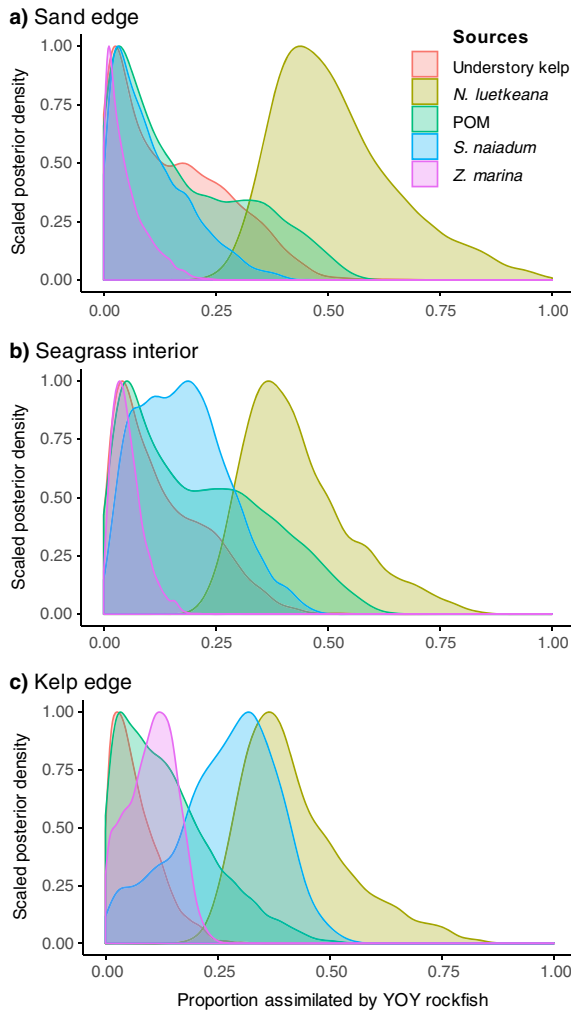 a) Sand edge
Sources
Understory kelp
N. luetkeana
POM
S. naiadum
Z. marina
Scaled posterior density
1.00
0.75
0.50
0.25
0.00
0.00 0.25 0.50 0.75 1.00
b) Seagrass interior
Scaled posterior density
1.00
0.75
0.50
0.25
0.00
0.00 0.25 0.50 0.75 1.00
c) Kelp edge
Scaled posterior density
1.00
0.75
0.50
0.25
0.00
0.00 0.25 0.50 0.75 1.00
Proportion assimilated by YOY rockfish